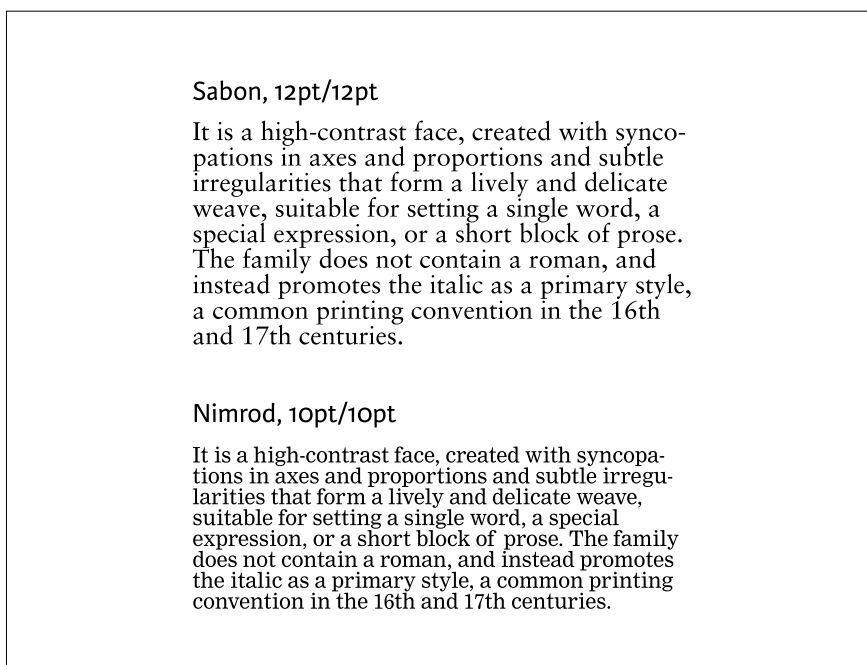 Sabon, 12pt/12pt
It is a high-contrast face, created with synco-
pations in axes and proportions and subtle
irregularities that form a lively and delicate
weave, suitable for setting a single word, a
special expression, or a short block of prose.
The family does not contain a roman, and
instead promotes the italic as a primary style,
a common printing convention in the 16th
and 17th centuries.
Nimrod, 10pt/10pt
It is a high-contrast face, created with syncopa-
tions in axes and proportions and subtle irregu-
larities that form a lively and delicate weave,
suitable for setting a single word, a special
expression, or a short block of prose. The family
does not contain a roman, and instead promotes
the italic as a primary style, a common printing
convention in the 16th and 17th centuries.